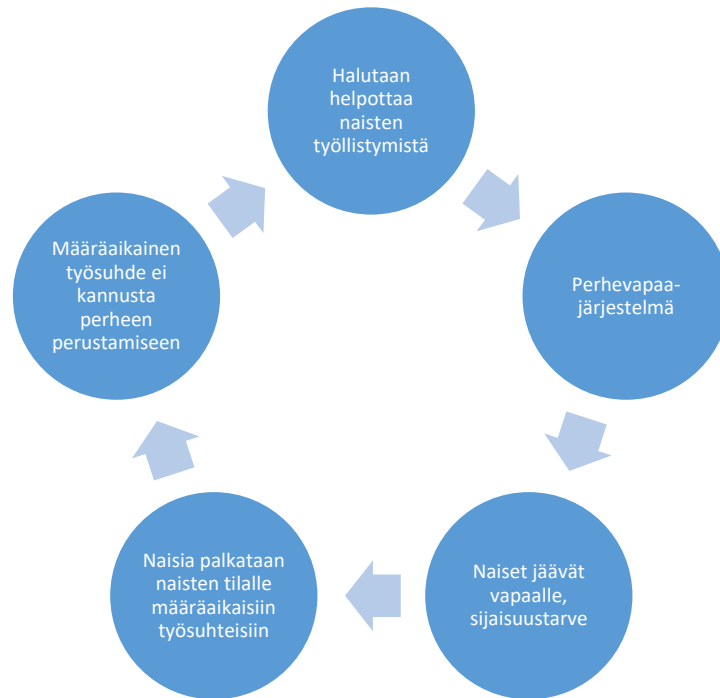 Halutaan
helpottaa
naisten
työllistymistä
Perhevapaa-
järjestelmä
Naiset jäävät
vapaalle,
sijaisuustarve
Naisia palkataan
naisten tilalle
määräaikaisiin
työsuhteisiin
Määräaikainen
työsuhde ei
kannusta
perheen
perustamiseen